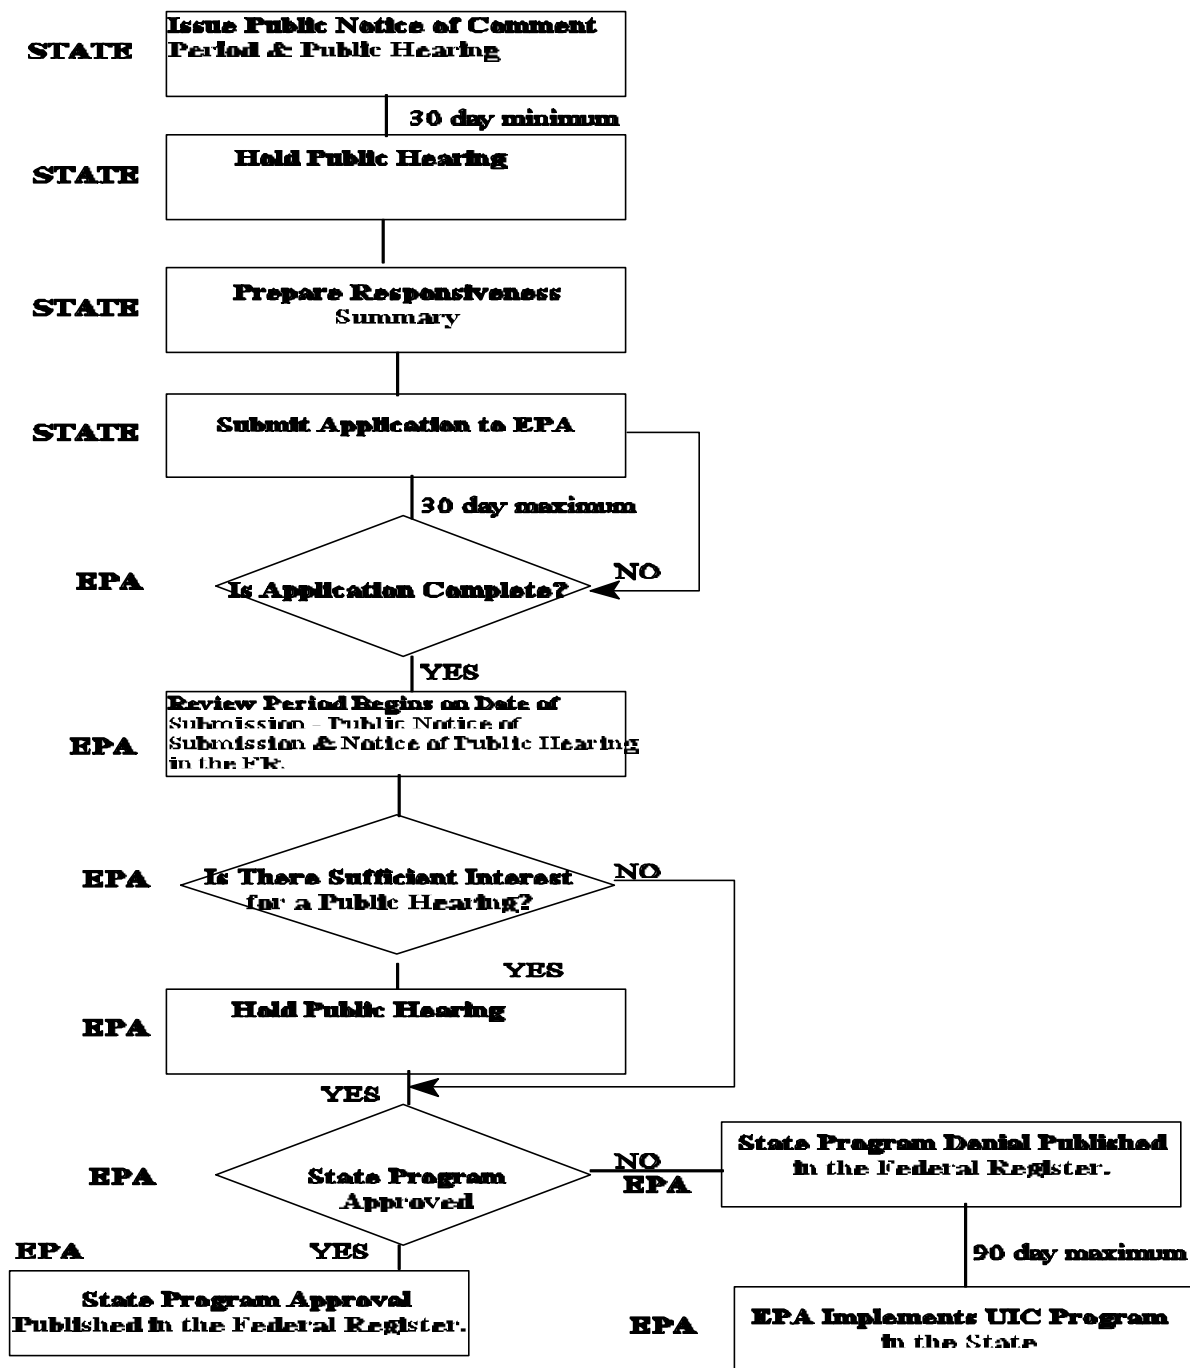 Issue Public Notice of Comment
STATE
Period & Public Hearing
30 day minimum
Hold Public Hearing
STATE
Prepare Responsiveness
STATE
Summary
Submit Application to EPA
STATE
30 day maximum
NO
EPA
Is Application Complete?
YES
Review Period Begins on Date of
Submission - Public Notice of
EPA
Submission & Notice of Public Hearing
in the FR.
NO
EPA
Is There Sufficient Interest
for a Public Hearing?
YES
Hold Public Hearing
EPA
YES
State Program Denial Published
in the Federal Register.
NO
EPA
EPA
State Program
Approved
EPA
YES
90 day maximum
State Program Approval
Published in the Federal Register.
EPA
EPA Implements UIC Program
in the State